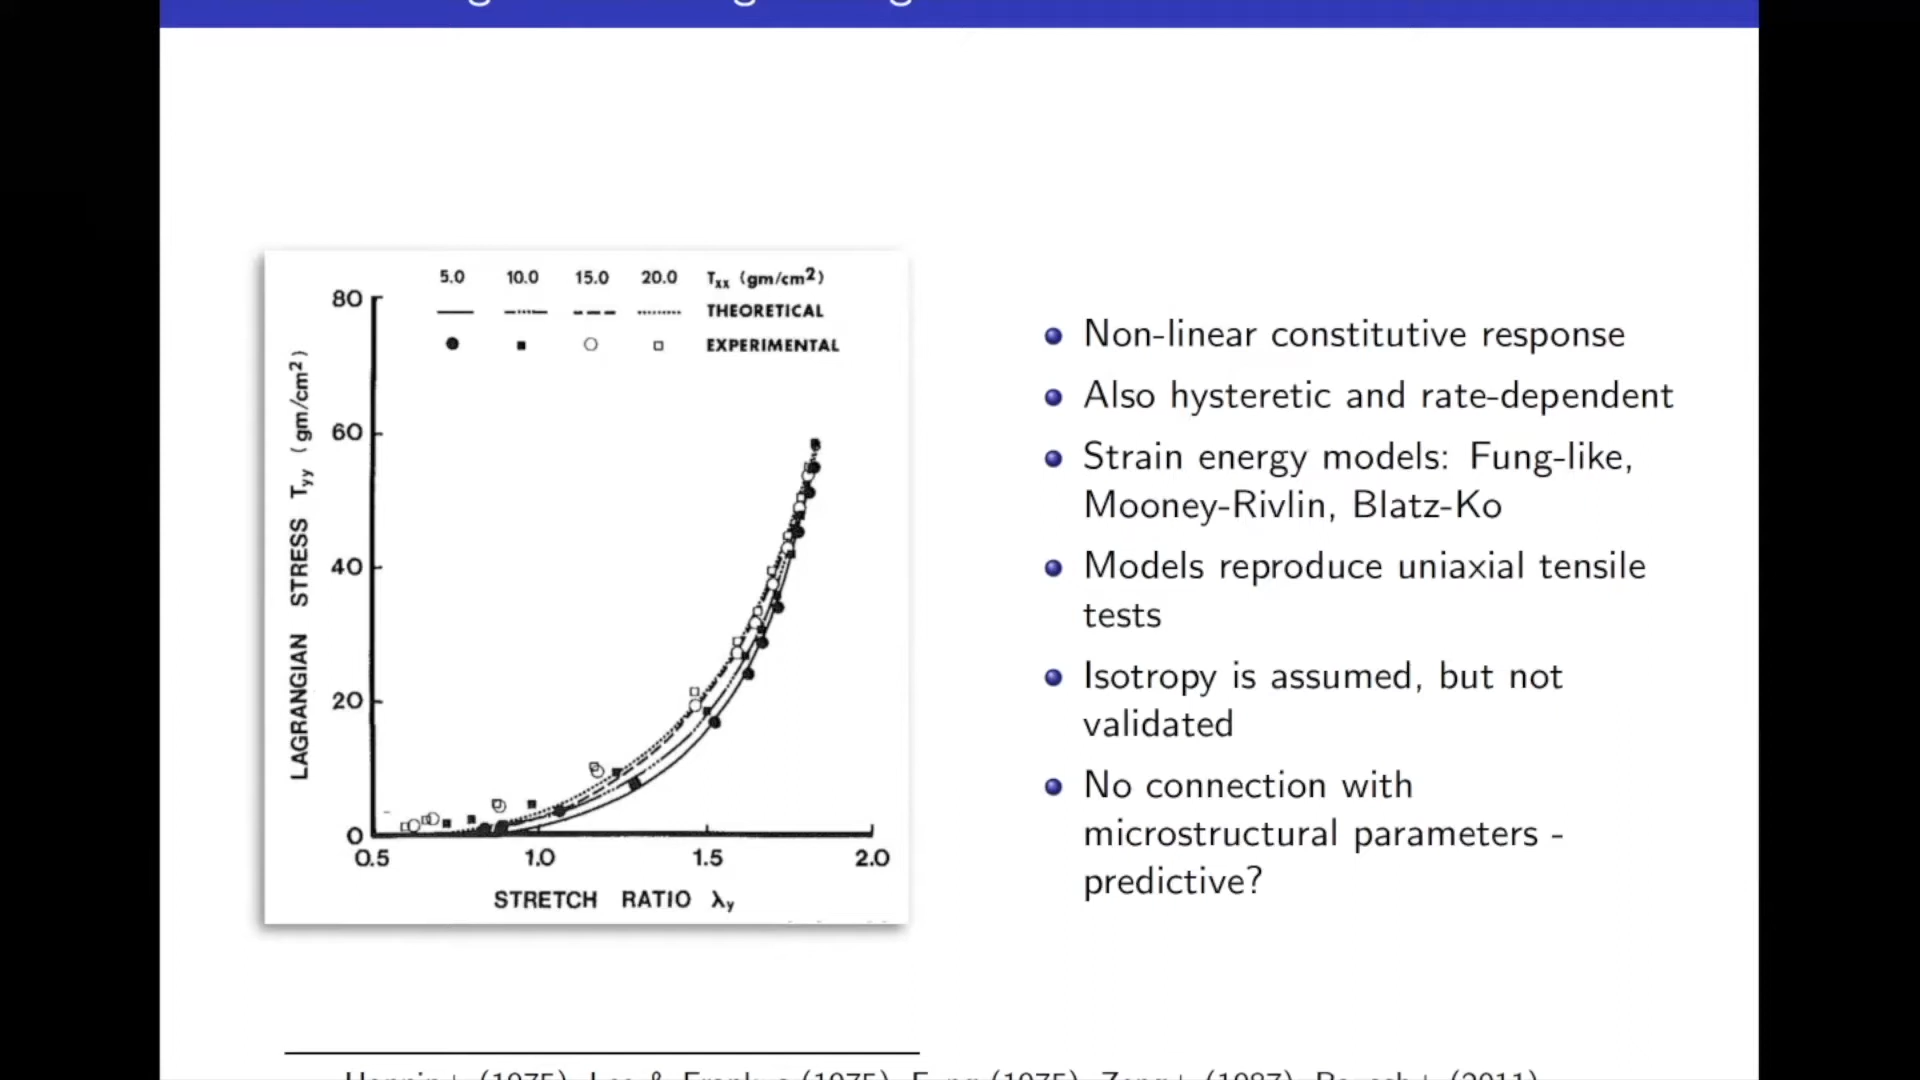 5.0 10.0 15.0 20.0 Txx (gm/cm²)
THEORETICAL
EXPERIMENTAL
80
60
40
20
0
LAGRANGIAN STRESS Tyy (gm/cm²)
0.5 1.0 1.5 2.0
STRETCH RATIO λy
Non-linear constitutive response
Also hysteretic and rate-dependent
Strain energy models: Fung-like,
Mooney-Rivlin, Blatz-Ko
Models reproduce uniaxial tensile
tests
Isotropy is assumed, but not
validated
No connection with
microstructural parameters -
predictive?